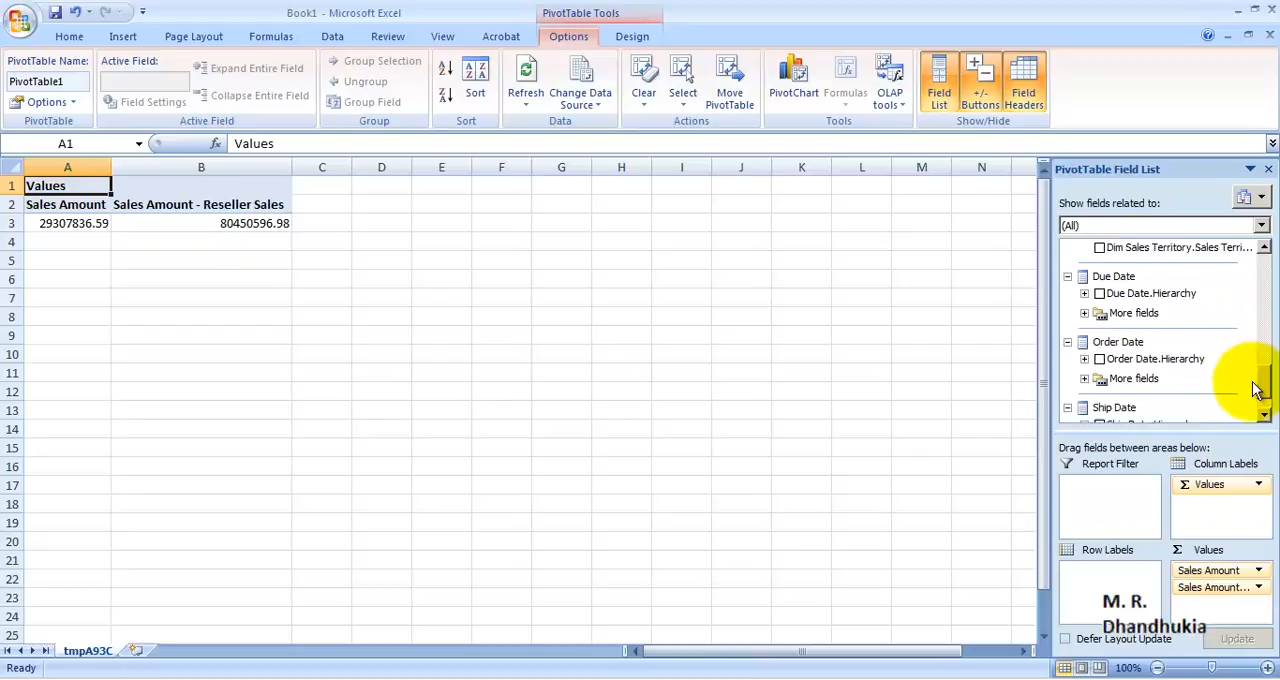 Book1 - Microsoft Excel
PivotTable Tools
Home
Insert
Page Layout
Formulas
Data
Review
View
Acrobat
Options
Design
PivotTable Name:
PivotTable1
Options
PivotTable
Active Field:
Field Settings
Expand Entire Field
Collapse Entire Field
Active Field
Group Selection
Ungroup
Group Field
Group
Sort
Sort
Refresh
Change Data
Source
Data
Clear
Select
Move
PivotTable
Actions
PivotChart
Formulas
OLAP
tools
Tools
Field
List
+/-
Buttons
Field
Headers
Show/Hide
A1
fx
Values
A B C D E F G H I J K L M N
1 Values
2 Sales Amount Sales Amount - Reseller Sales
3 29307836.59 80450596.98
4
5
6
7
8
9
10
11
12
13
14
15
16
17
18
19
20
21
22
23
24
25
PivotTable Field List
Show fields related to:
(All)
Dim Sales Territory.Sales Terri...
Due Date
Due Date.Hierarchy
More fields
Order Date
Order Date.Hierarchy
More fields
Ship Date
Drag fields between areas below:
Report Filter
Column Labels
Σ Values
Row Labels
Σ Values
Sales Amount
Sales Amount...
M. R.
Dhandhukia
Defer Layout Update
Update
tmpA93C
Ready
100%